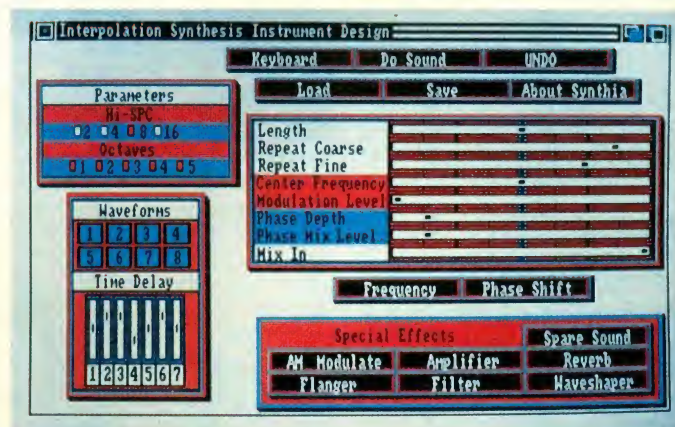 Interpolation Synthesis Instrument Design
Keyboard Do Sound UNDO
Load Save About Synthia
Parameters
Hi-SPC
2 4 8 16
Octaves
1 2 3 4 5
Length
Repeat Coarse
Repeat Fine
Center Frequency
Modulation Level
Phase Depth
Phase Mix Level
Mix In
Waveforms
1 2 3 4
5 6 7 8
Time Delay
1 2 3 4 5 6 7
Frequency Phase Shift
Special Effects Spare Sound
AM Modulate Amplifier Reverb
Flanger Filter Waveshaper